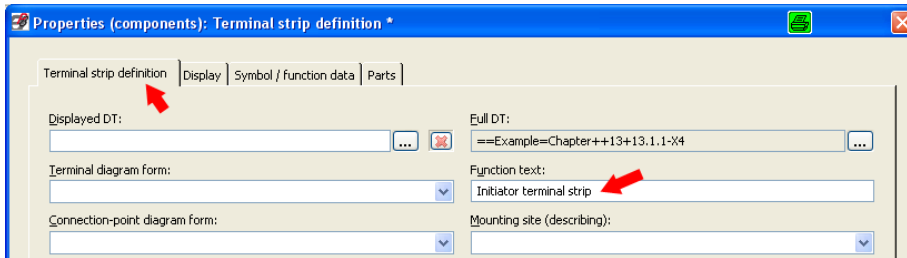 Properties (components): Terminal strip definition *
Terminal strip definition Display Symbol / function data Parts
Displayed DT: Full DT:
... ==Example=Chapter++13+13.1.1-X4 ...
Terminal diagram form: Function text:
Initiator terminal strip
Connection-point diagram form: Mounting site (describing):